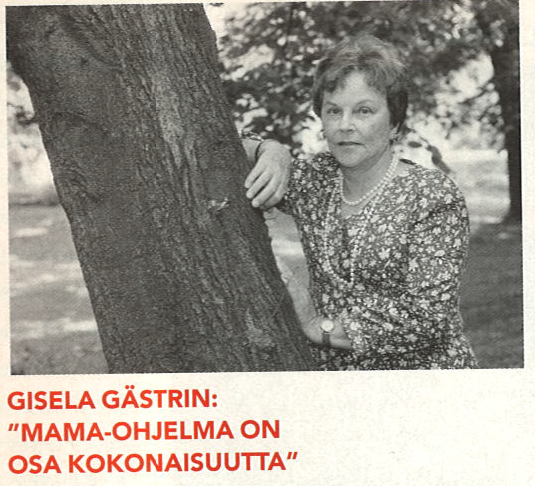 GISELA GÄSTRIN:
”MAMA-OHJELMA ON
OSA KOKONAISUUTTA”